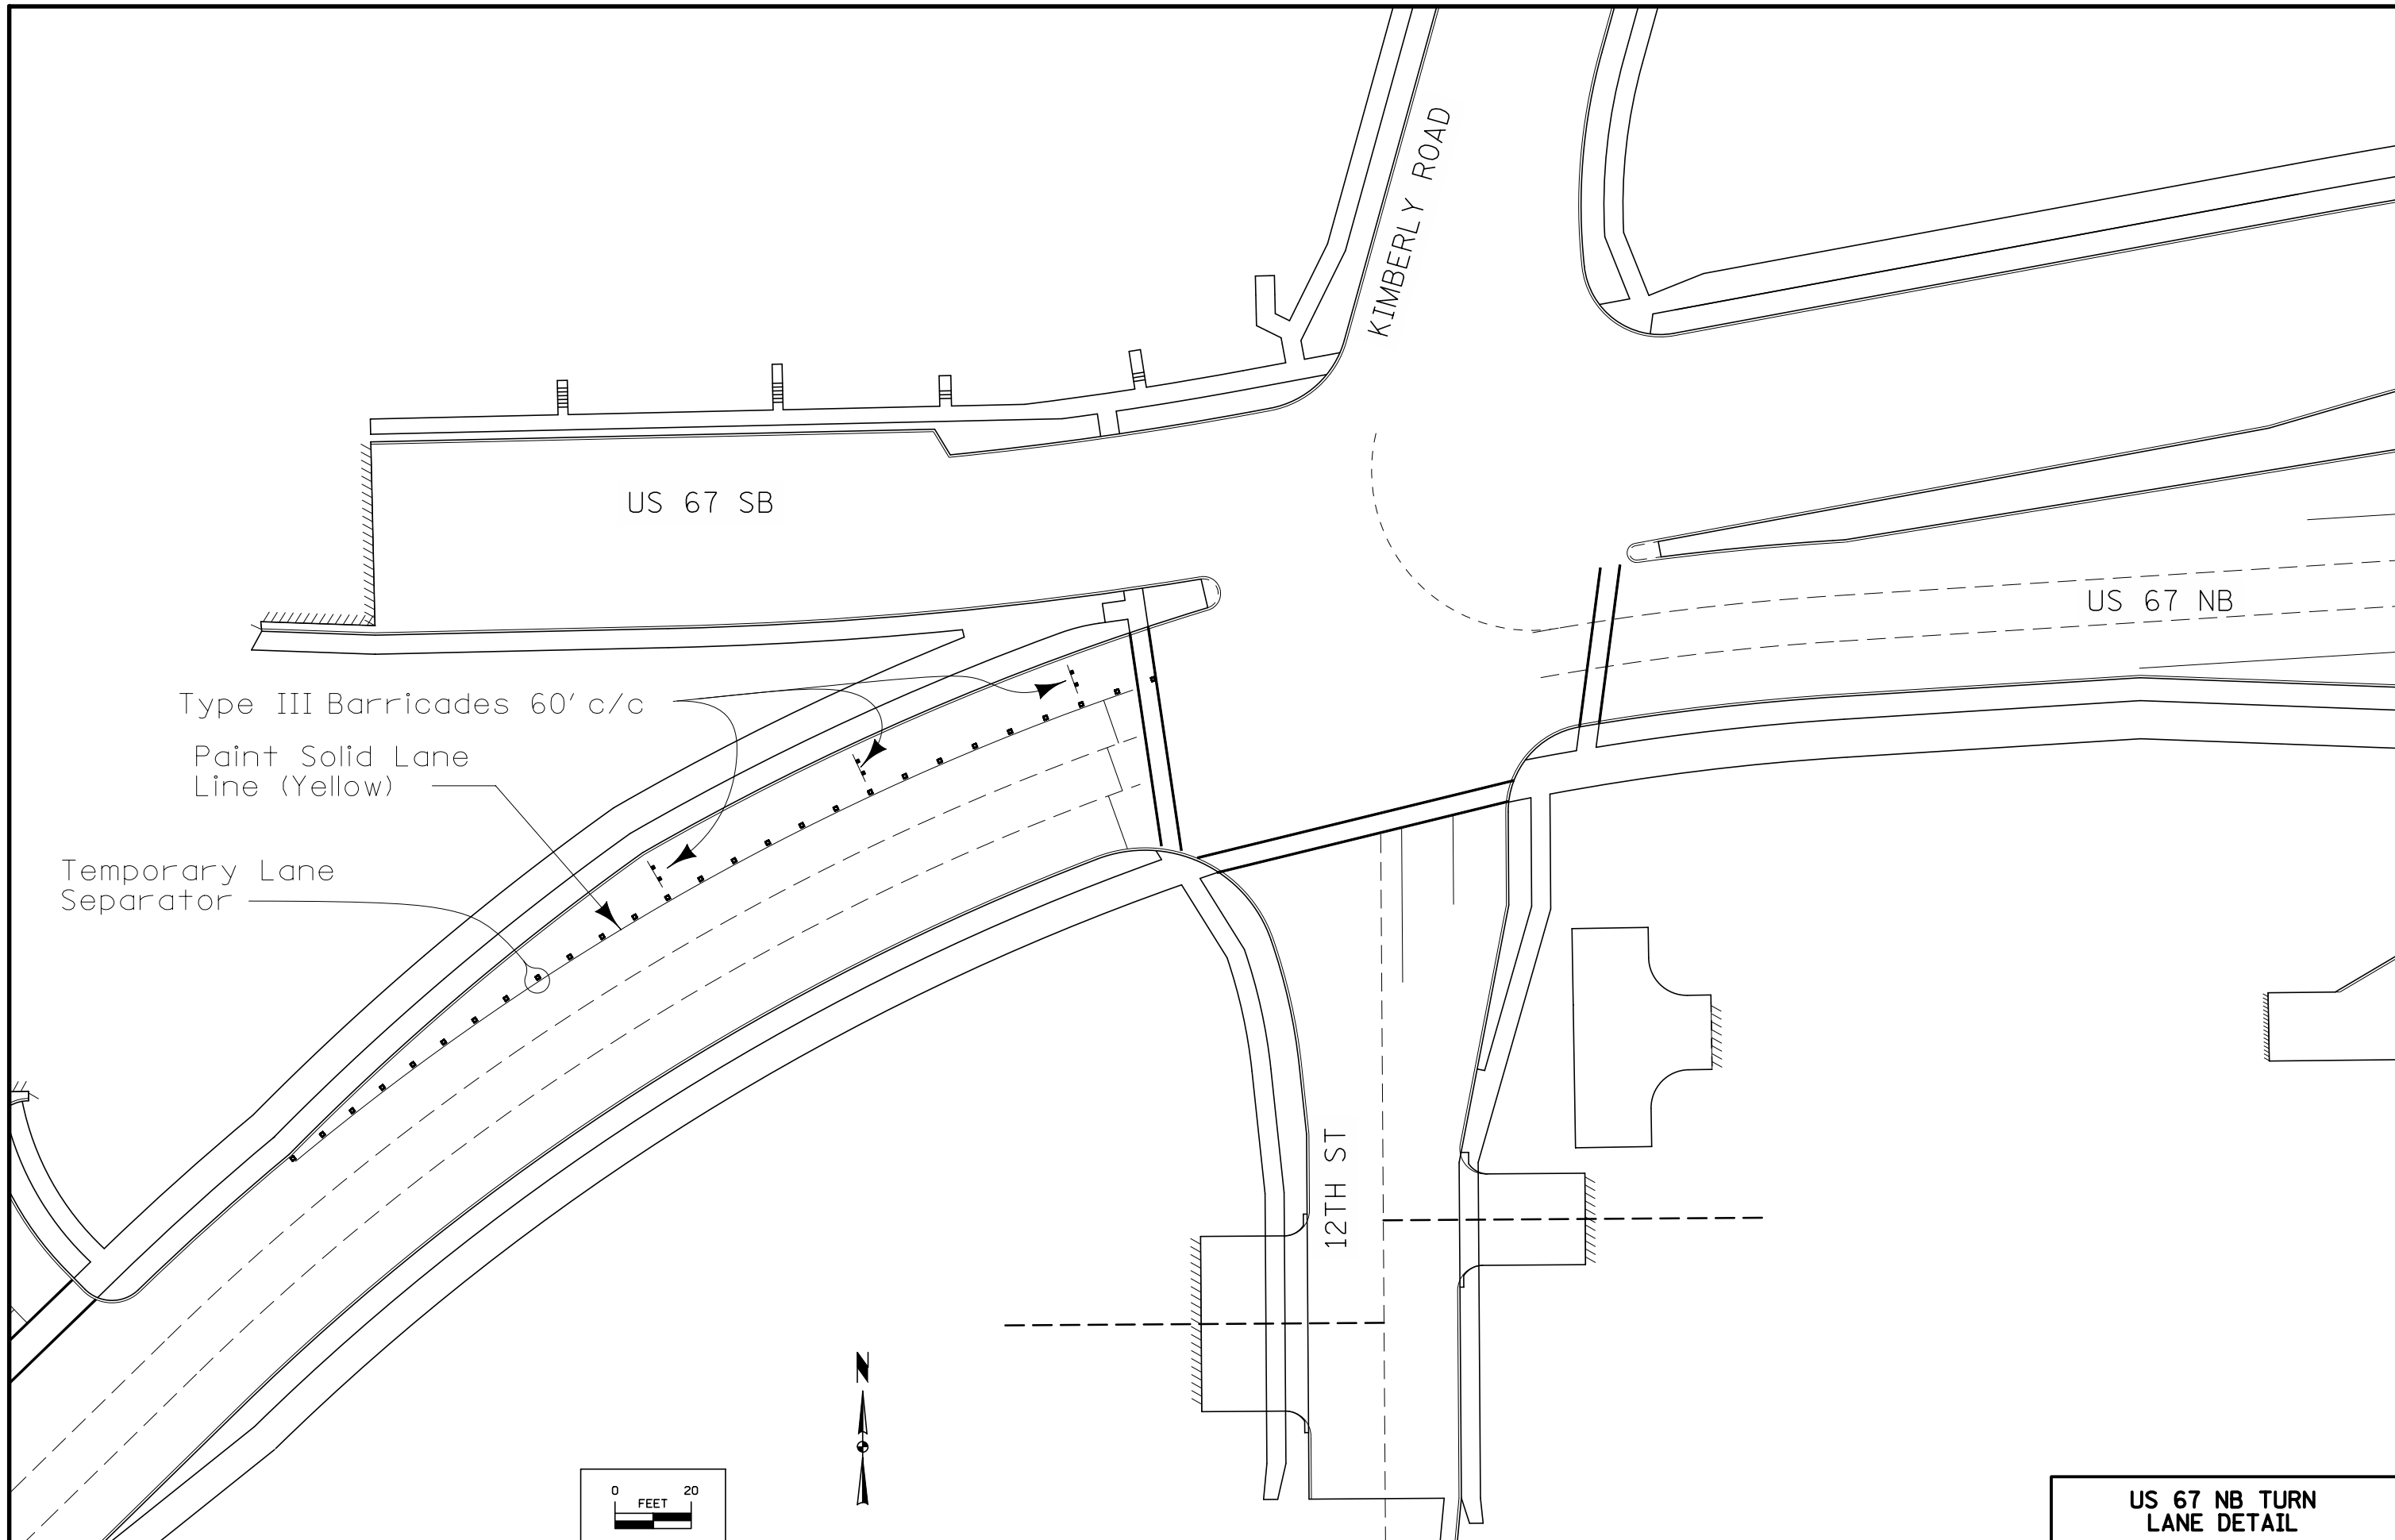 KIMBERLY ROAD
US 67 SB
US 67 NB
Type III Barricades 60' c/c
Paint Solid Lane
Line (Yellow)
Temporary Lane
Separator
12TH ST
N
0 20
FEET
US 67 NB TURN
LANE DETAIL